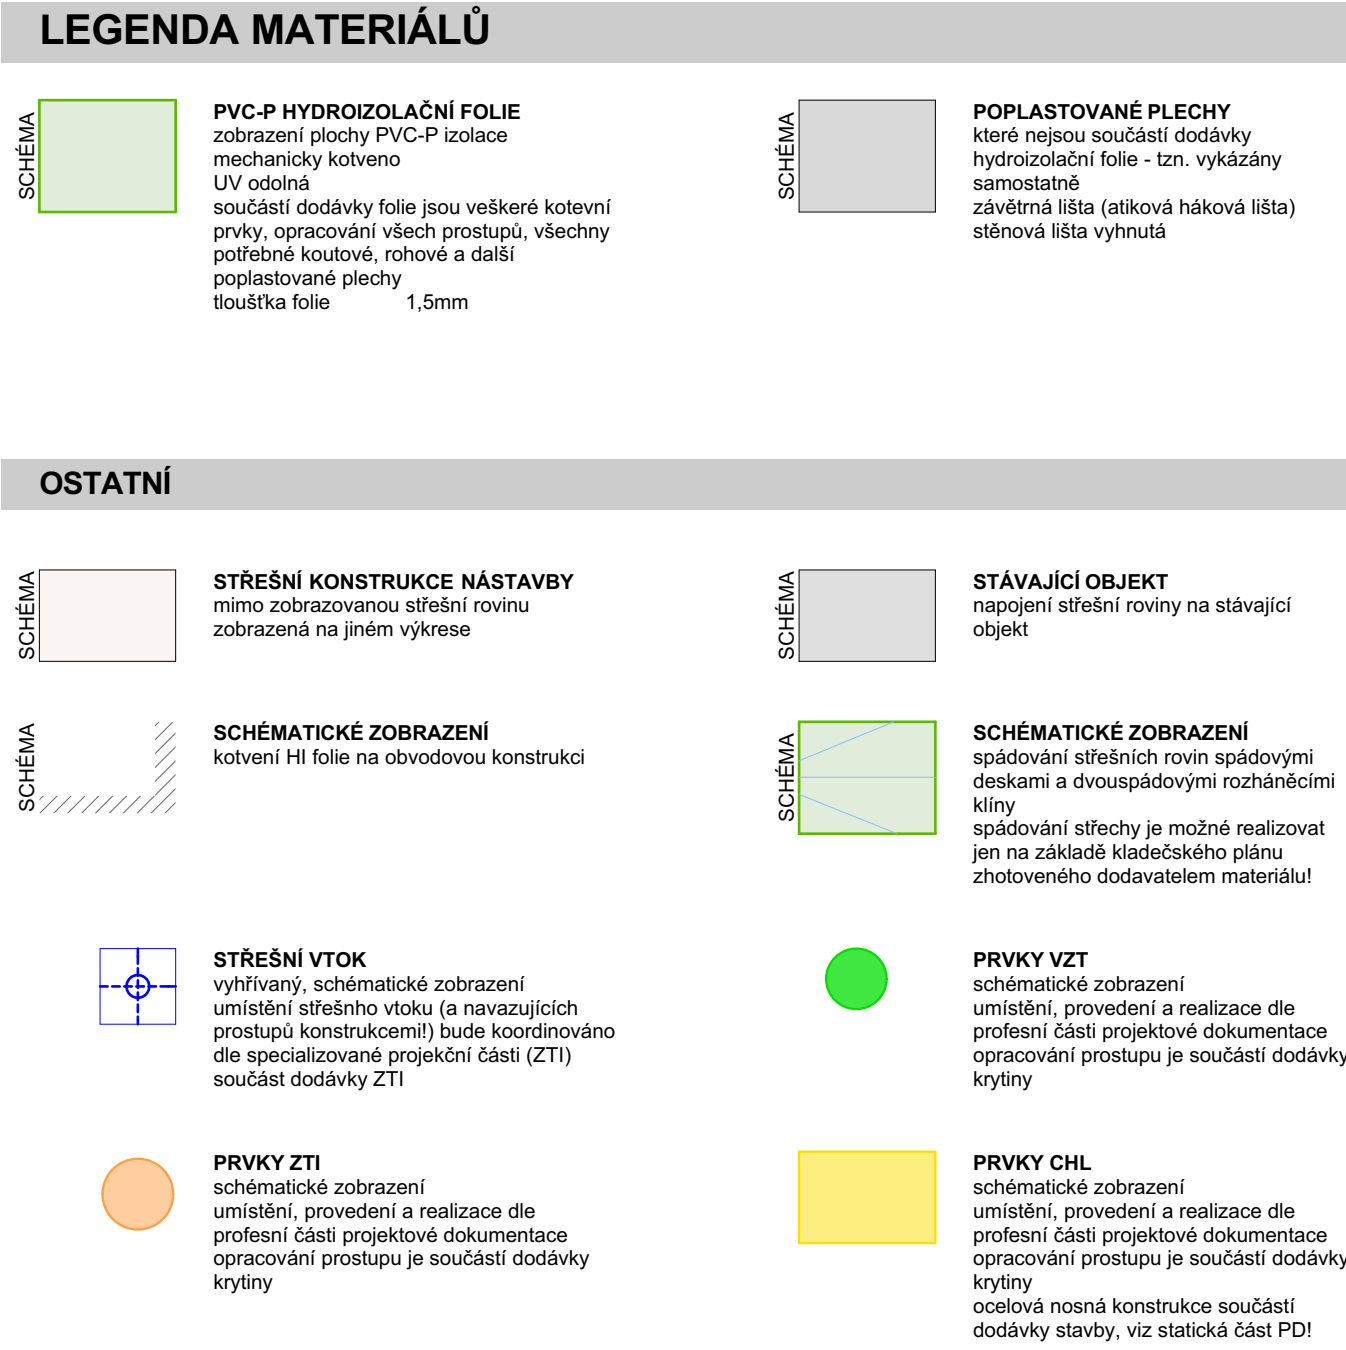 LEGENDA MATERIÁLŮ
SCHÉMA
PVC-P HYDROIZOLAČNÍ FOLIE
zobrazení plochy PVC-P izolace
mechanicky kotveno
UV odolná
součástí dodávky folie jsou veškeré kotevní
prvky, opracování všech prostupů, všechny
potřebné koutové, rohové a další
poplastované plechy
tloušťka folie 1,5mm
SCHÉMA
POPLASTOVANÉ PLECHY
které nejsou součástí dodávky
hydroizolační folie - tzn. vykázány
samostatně
závětrná lišta (atiková háková lišta)
stěnová lišta vyhnutá
OSTATNÍ
SCHÉMA
STŘEŠNÍ KONSTRUKCE NÁSTAVBY
mimo zobrazovanou střešní rovinu
zobrazená na jiném výkrese
SCHÉMA
STÁVAJÍCÍ OBJEKT
napojení střešní roviny na stávající
objekt
SCHÉMA
SCHÉMATICKÉ ZOBRAZENÍ
kotvení HI folie na obvodovou konstrukci
SCHÉMA
SCHÉMATICKÉ ZOBRAZENÍ
spádování střešních rovin spádovými
deskami a dvouspádovými rozháněcími
klíny
spádování střechy je možné realizovat
jen na základě kladečského plánu
zhotoveného dodavatelem materiálu!
STŘEŠNÍ VTOK
vyhřívaný, schématické zobrazení
umístění střešnho vtoku (a navazujících
prostupů konstrukcemi!) bude koordinováno
dle specializované projekční části (ZTI)
součást dodávky ZTI
PRVKY VZT
schématické zobrazení
umístění, provedení a realizace dle
profesní části projektové dokumentace
opracování prostupu je součástí dodávky
krytiny
PRVKY ZTI
schématické zobrazení
umístění, provedení a realizace dle
profesní části projektové dokumentace
opracování prostupu je součástí dodávky
krytiny
PRVKY CHL
schématické zobrazení
umístění, provedení a realizace dle
profesní části projektové dokumentace
opracování prostupu je součástí dodávky
krytiny
ocelová nosná konstrukce součástí
dodávky stavby, viz statická část PD!